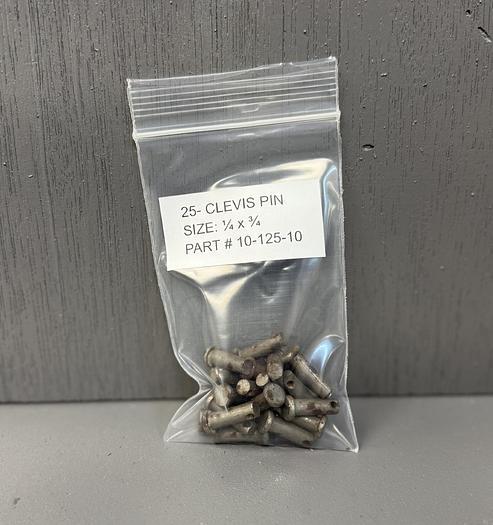 25- CLEVIS PIN
SIZE: ¼ x ¾
PART # 10-125-10